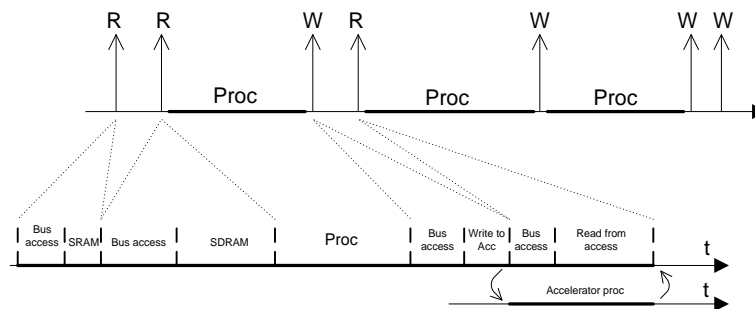 R R W R W W W
Proc Proc Proc
Bus access SRAM Bus access SDRAM Proc Bus access Write to Acc Bus access Read from access t
Accelerator proc t